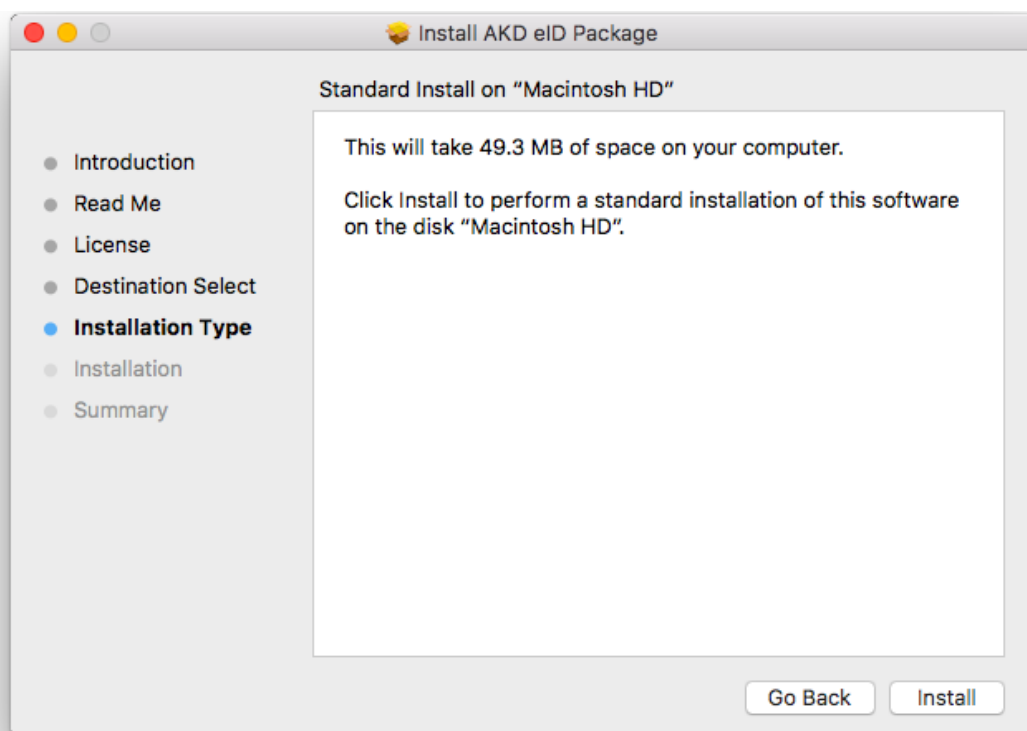 Install AKD eID Package
Standard Install on “Macintosh HD”
Introduction
Read Me
License
Destination Select
Installation Type
Installation
Summary
This will take 49.3 MB of space on your computer.
Click Install to perform a standard installation of this software
on the disk “Macintosh HD”.
Go Back
Install